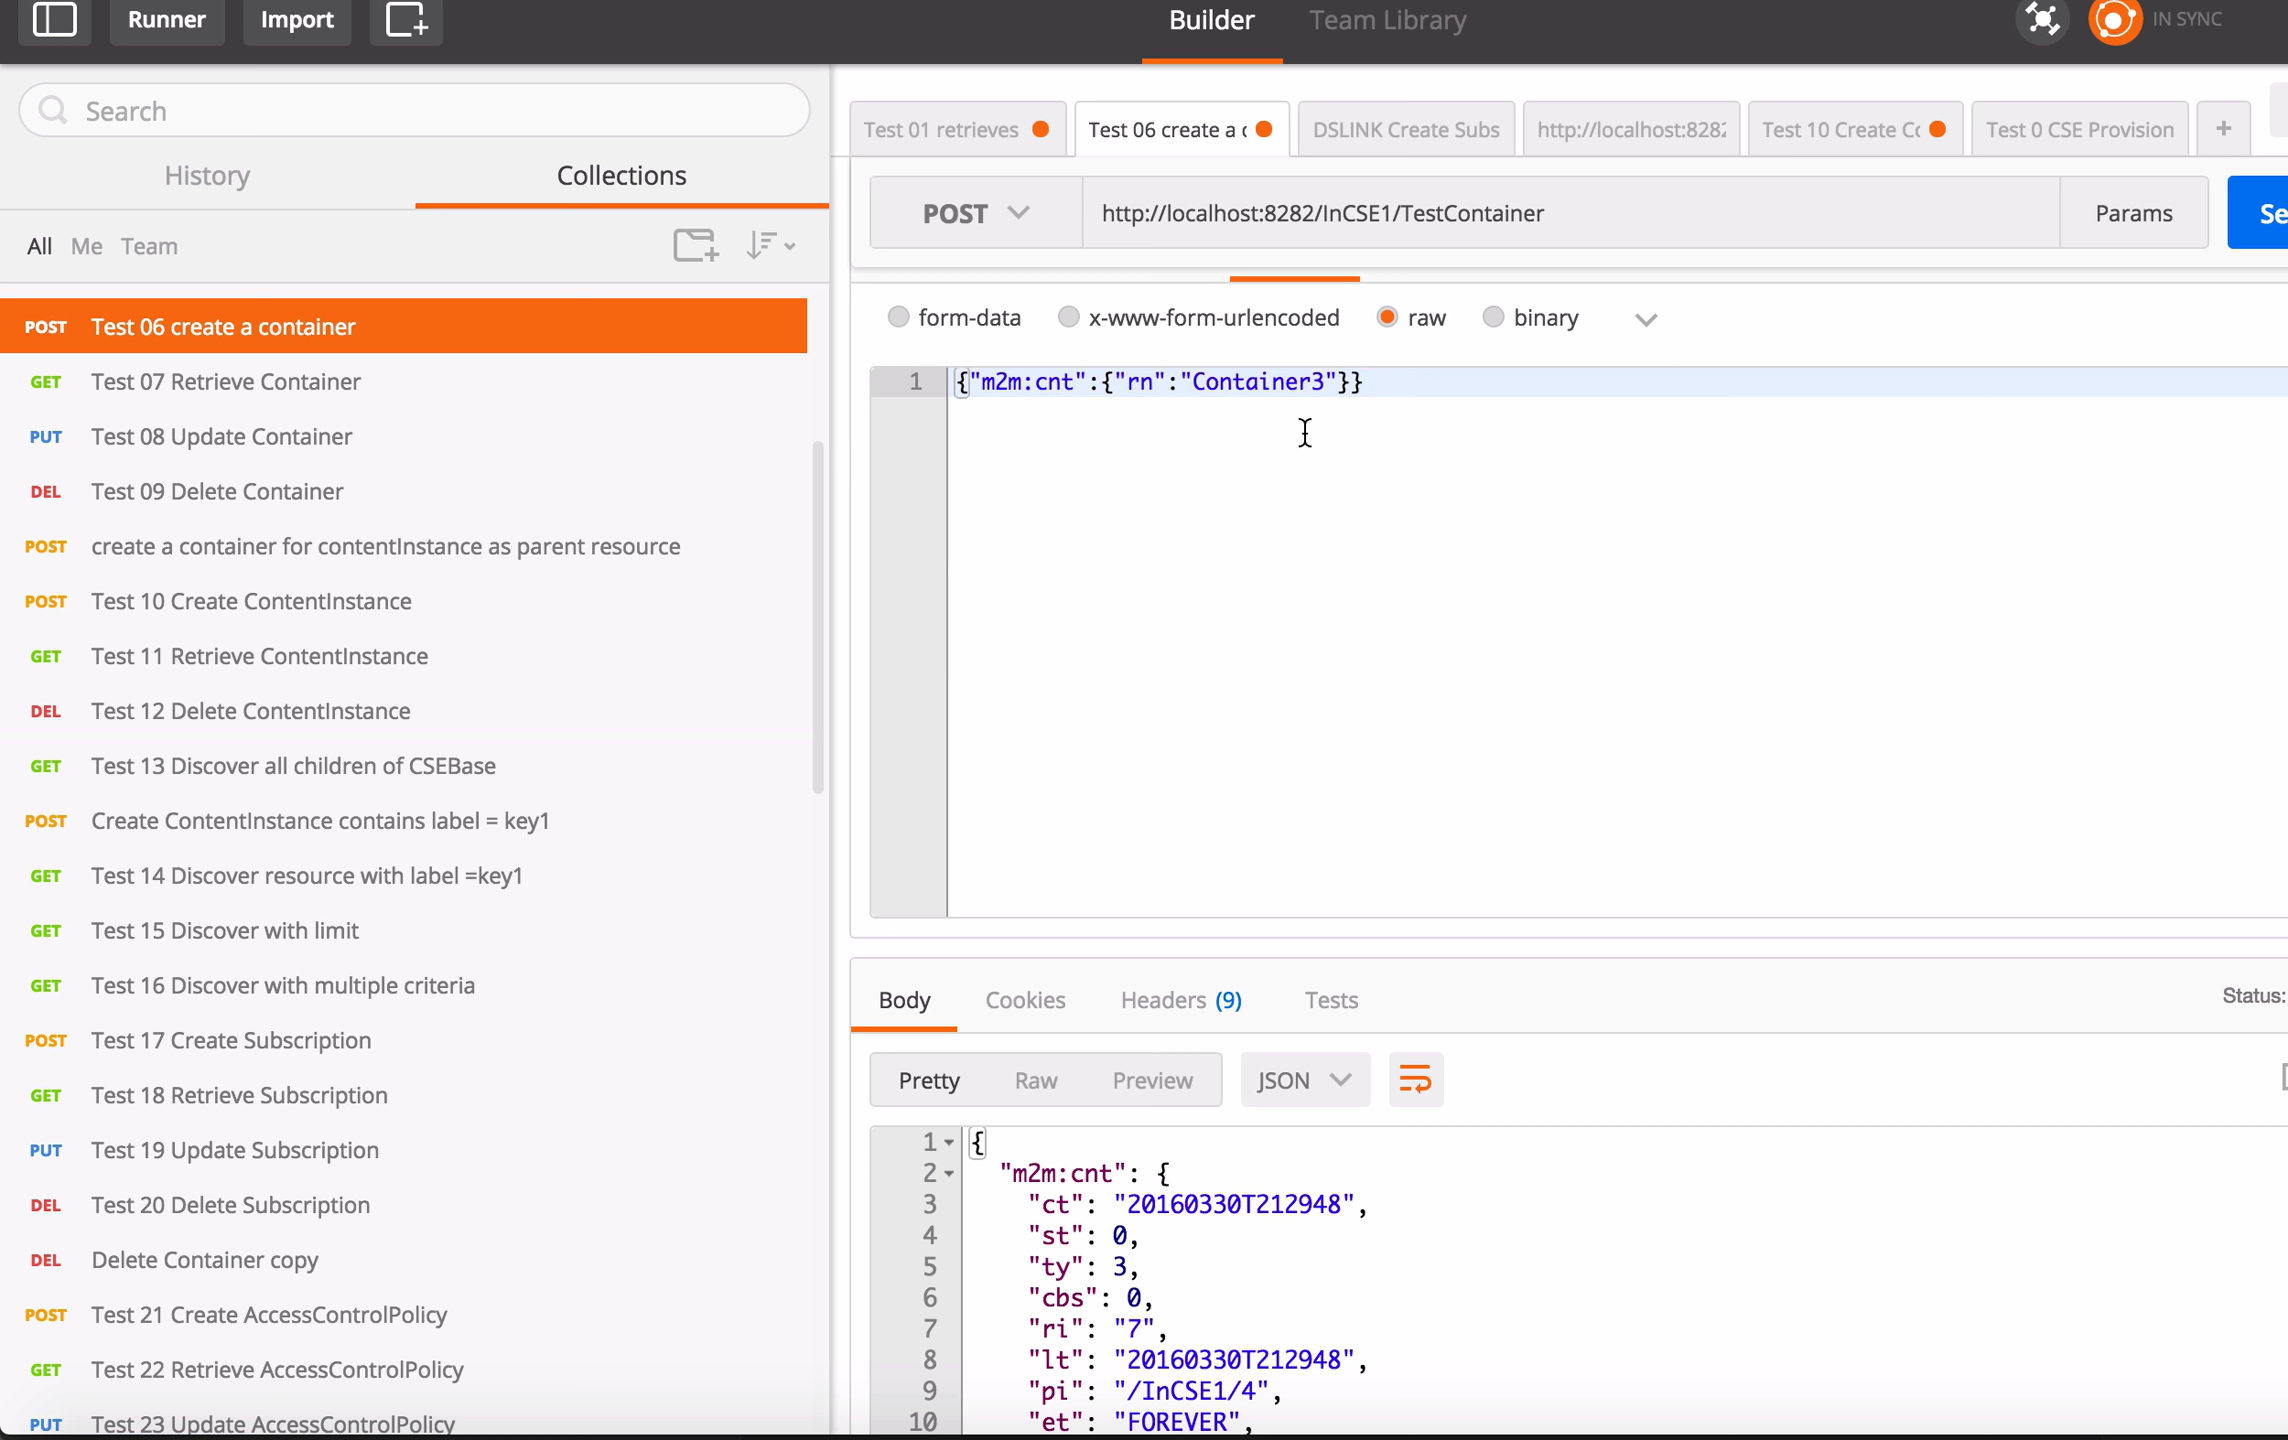 Runner
Import
Builder
Team Library
IN SYNC
Search
History
Collections
All Me Team
POST Test 06 create a container
GET Test 07 Retrieve Container
PUT Test 08 Update Container
DEL Test 09 Delete Container
POST create a container for contentInstance as parent resource
POST Test 10 Create ContentInstance
GET Test 11 Retrieve ContentInstance
DEL Test 12 Delete ContentInstance
GET Test 13 Discover all children of CSEBase
POST Create ContentInstance contains label = key1
GET Test 14 Discover resource with label =key1
GET Test 15 Discover with limit
GET Test 16 Discover with multiple criteria
POST Test 17 Create Subscription
GET Test 18 Retrieve Subscription
PUT Test 19 Update Subscription
DEL Test 20 Delete Subscription
DEL Delete Container copy
POST Test 21 Create AccessControlPolicy
GET Test 22 Retrieve AccessControlPolicy
PUT Test 23 Update AccessControlPolicy
Test 01 retrieves
Test 06 create a c
DSLINK Create Subs
http://localhost:8282
Test 10 Create Co
Test 0 CSE Provision
+
POST
http://localhost:8282/InCSE1/TestContainer
Params
Se
form-data
x-www-form-urlencoded
raw
binary
1 {"m2m:cnt":{"rn":"Container3"}}
Body
Cookies
Headers (9)
Tests
Status:
Pretty
Raw
Preview
JSON
1 {
2 "m2m:cnt": {
3 "ct": "20160330T212948",
4 "st": 0,
5 "ty": 3,
6 "cbs": 0,
7 "ri": "7",
8 "lt": "20160330T212948",
9 "pi": "/InCSE1/4",
10 "et": "FOREVER",